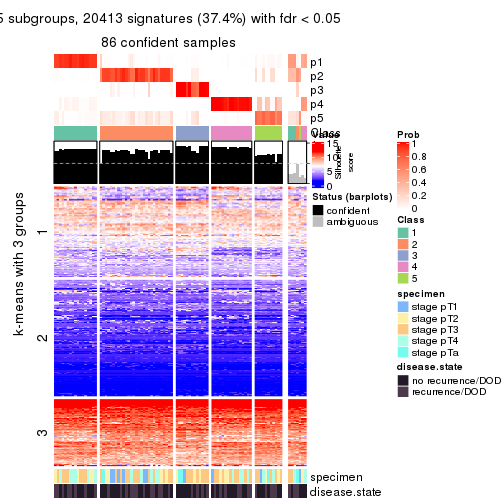 5 subgroups, 20413 signatures (37.4%) with fdr < 0.05
86 confident samples
p1
p2
p3
p4
p5
Class
k-means with 3 groups
1
2
3
Value
15
10
5
0
Silhouette
score
Status (barplots)
confident
ambiguous
Prob
1
0.8
0.6
0.4
0.2
0
Class
1
2
3
4
5
specimen
stage pT1
stage pT2
stage pT3
stage pT4
stage pTa
disease.state
no recurrence/DOD
recurrence/DOD
specimen
disease.state